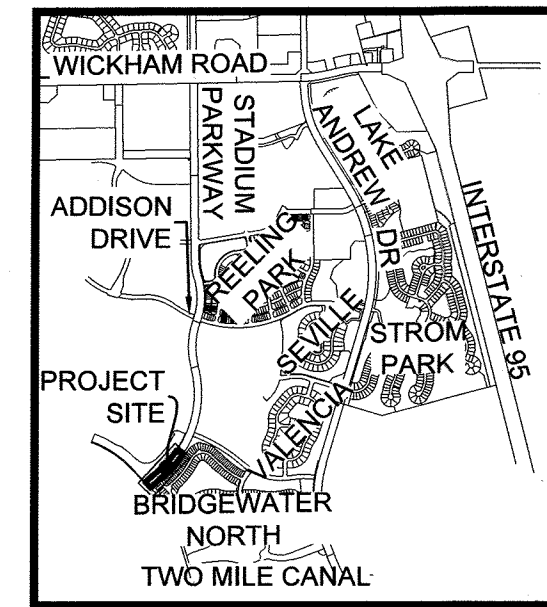 WICKHAM ROAD
STADIUM
PARKWAY
LAKE
ANDREW DR
ADDISON
DRIVE
REELING
PARK
INTERSTATE 95
SEVILLE
STROM
PARK
PROJECT
SITE
VALENCIA
BRIDGEWATER
NORTH
TWO MILE CANAL